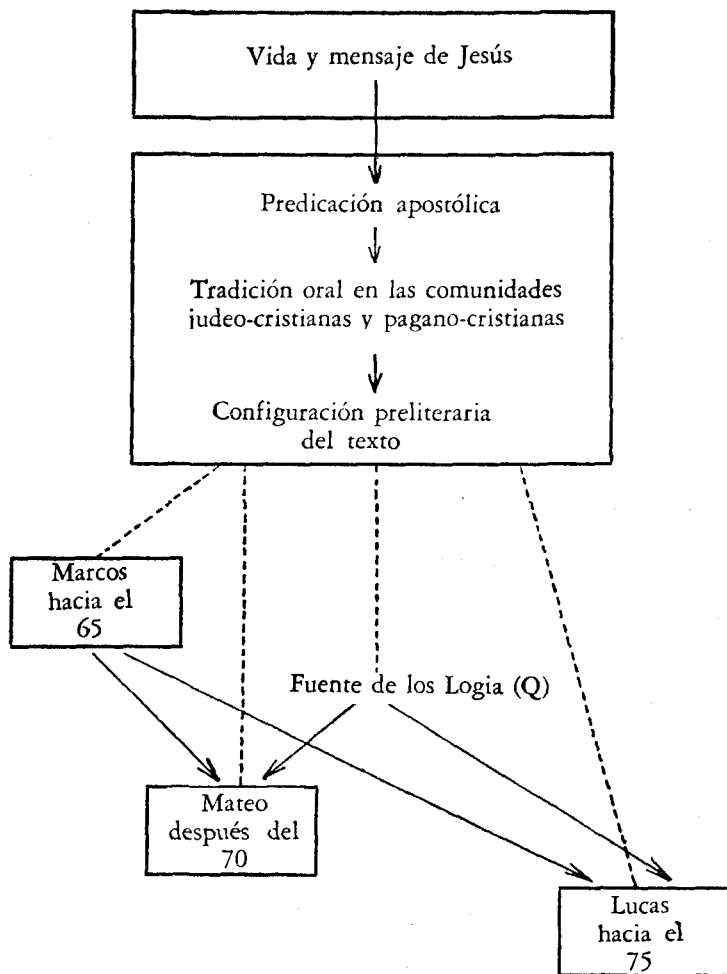 Vida y mensaje de Jesús
Predicación apostólica
Tradición oral en las comunidades
judeo-cristianas y pagano-cristianas
Configuración preliteraria
del texto
Marcos
hacia el
65
Fuente de los Logia (Q)
Mateo
después del
70
Lucas
hacia el
75